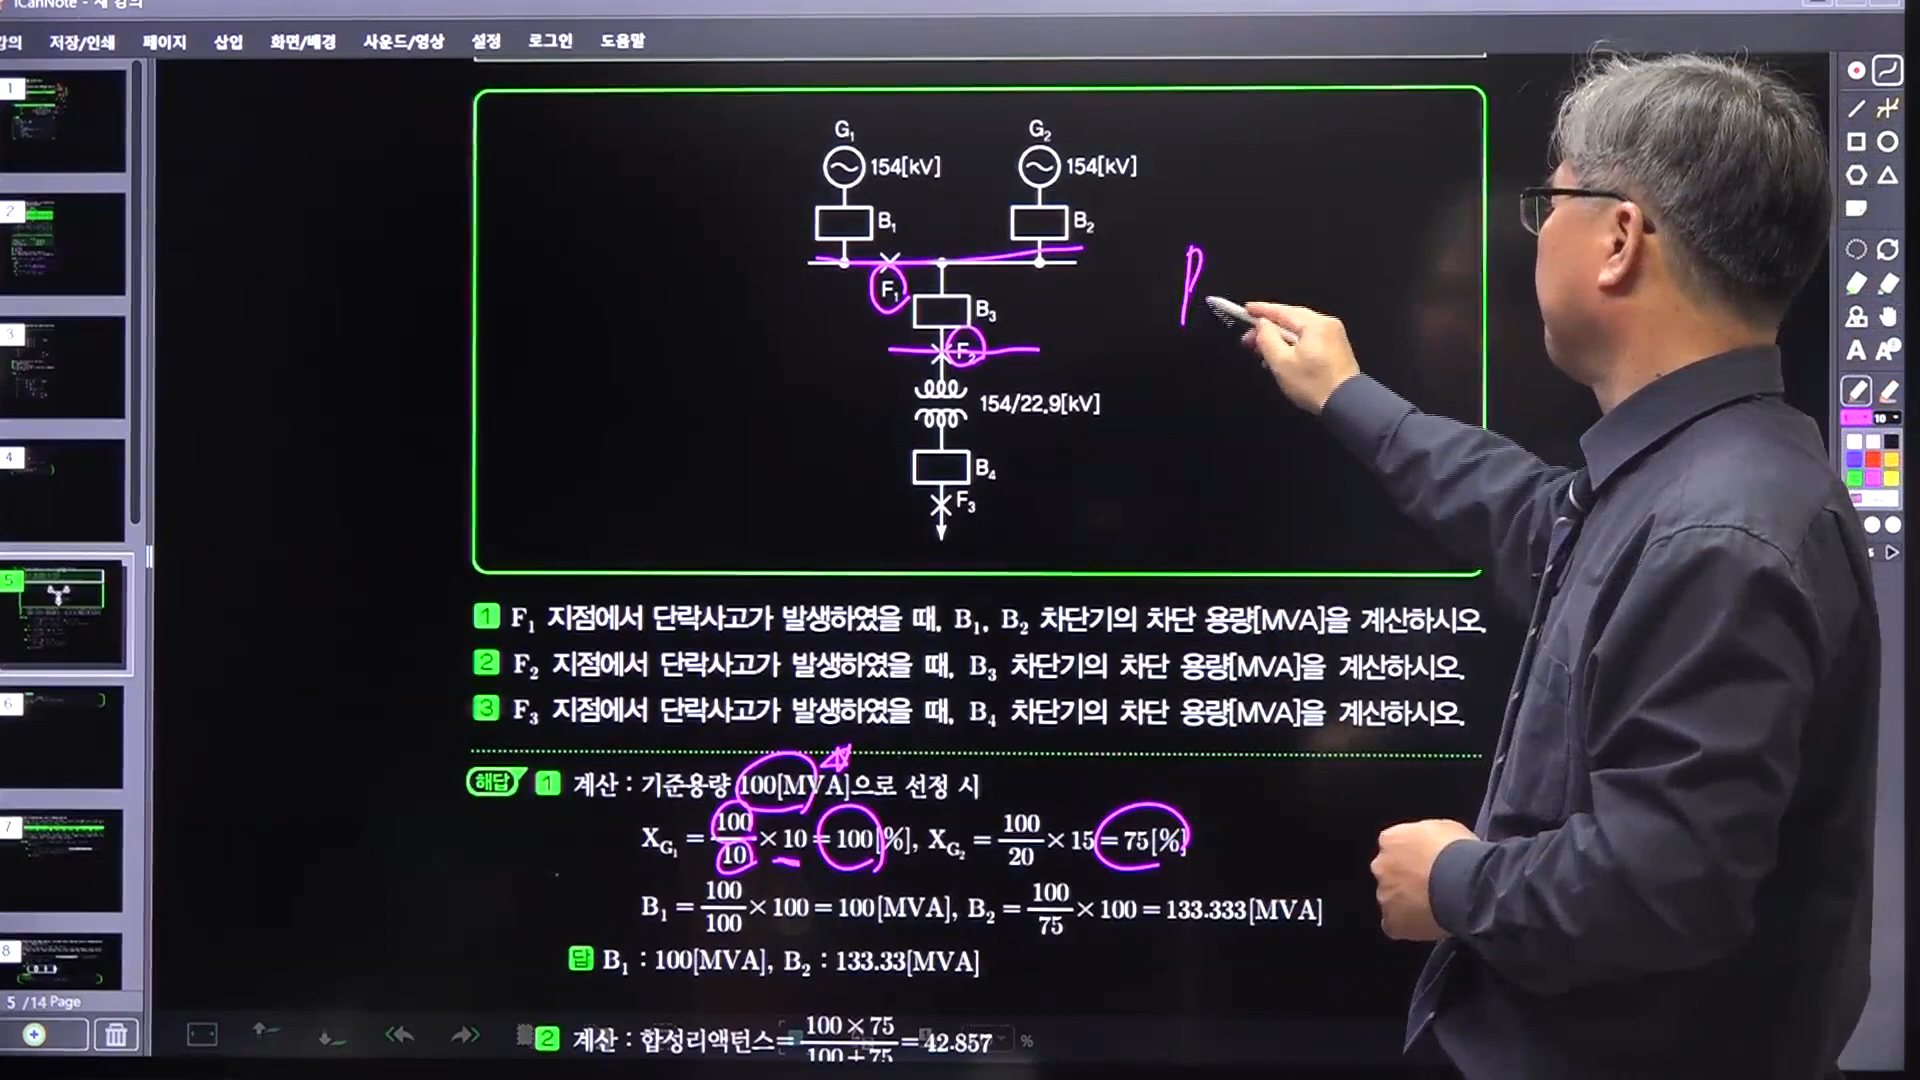 iCanNote - 새 강의
강의 저장/인쇄 페이지 삽입 화면/배경 사운드/영상 설정 로그인 도움말
1
2
3
4
5
6
7
8
5 /14 Page
G₁ G₂
154[kV] 154[kV]
B₁ B₂
F₁
B₃
F₂
154/22.9[kV]
B₄
F₃
P
10
1 F₁ 지점에서 단락사고가 발생하였을 때, B₁, B₂ 차단기의 차단 용량[MVA]을 계산하시오.
2 F₂ 지점에서 단락사고가 발생하였을 때, B₃ 차단기의 차단 용량[MVA]을 계산하시오.
3 F₃ 지점에서 단락사고가 발생하였을 때, B₄ 차단기의 차단 용량[MVA]을 계산하시오.
해답 1 계산 : 기준용량 100[MVA]으로 선정 시
X_G₁ = 100/10 × 10 = 100[%], X_G₂ = 100/20 × 15 = 75[%]
B₁ = 100/100 × 100 = 100[MVA], B₂ = 100/75 × 100 = 133.333[MVA]
답 B₁ : 100[MVA], B₂ : 133.33[MVA]
2 계산 : 합성리액턴스= 100×75/100+75 = 42.857
%